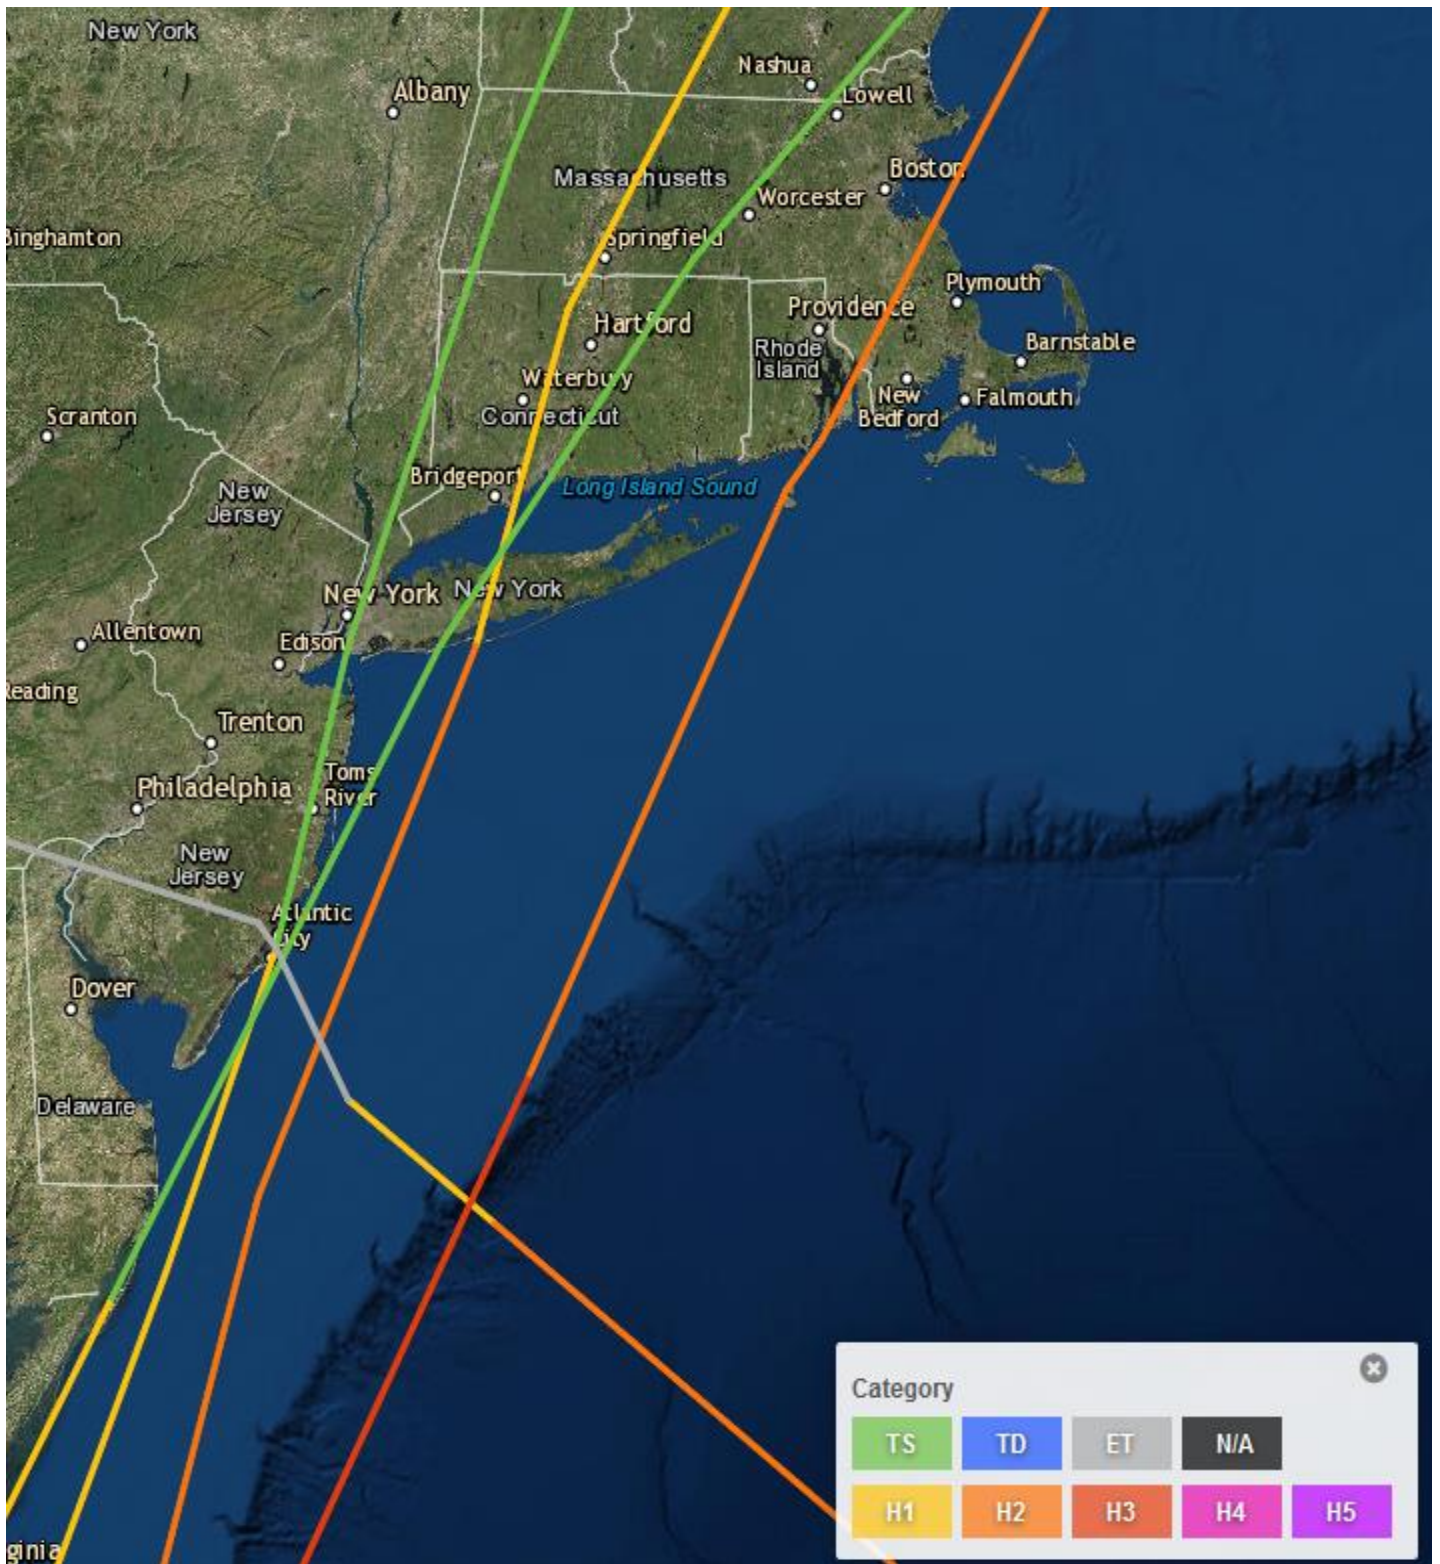 New York
Nashua
Albany
Lowell
Massachusetts
Boston
Worcester
Binghamton
Springfield
Plymouth
Providence
Hartford
Barnstable
Rhode
Island
Waterbury
New
Bedford
Falmouth
Connecticut
Scranton
Bridgeport
Long Island Sound
New
Jersey
New York
New York
Allentown
Edison
Reading
Trenton
Toms
River
Philadelphia
New
Jersey
Atlantic
City
Dover
Delaware
ginia
Category
TS TD ET N/A
H1 H2 H3 H4 H5